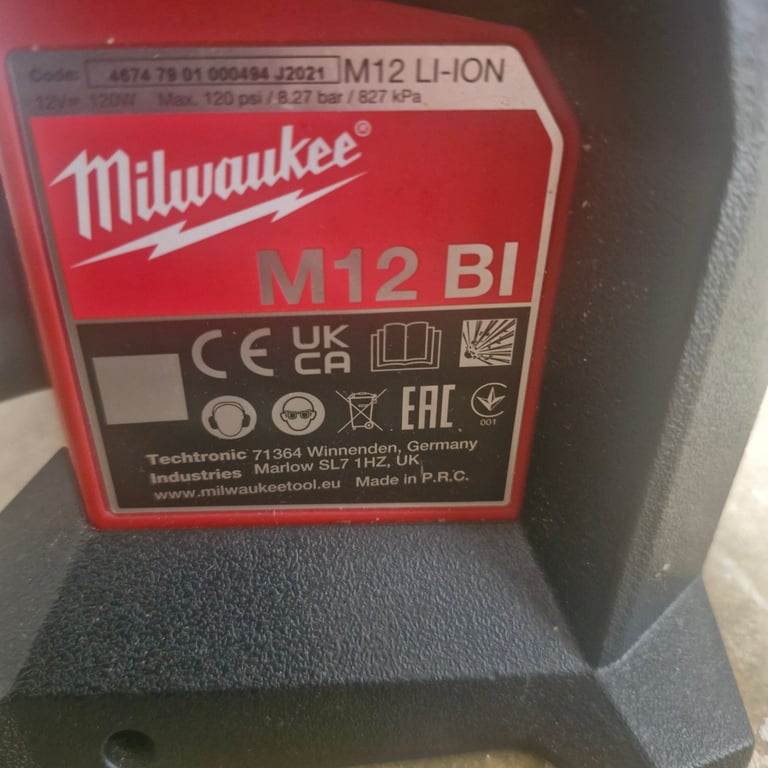 Code: 4674 79 01 000494 J2021 M12 LI-ION
12V⎓ 120W Max. 120 psi / 8.27 bar / 827 kPa
Milwaukee®
M12 BI
CE UK CA
EAC
001
Techtronic 71364 Winnenden, Germany
Industries Marlow SL7 1HZ, UK
www.milwaukeetool.eu Made in P.R.C.